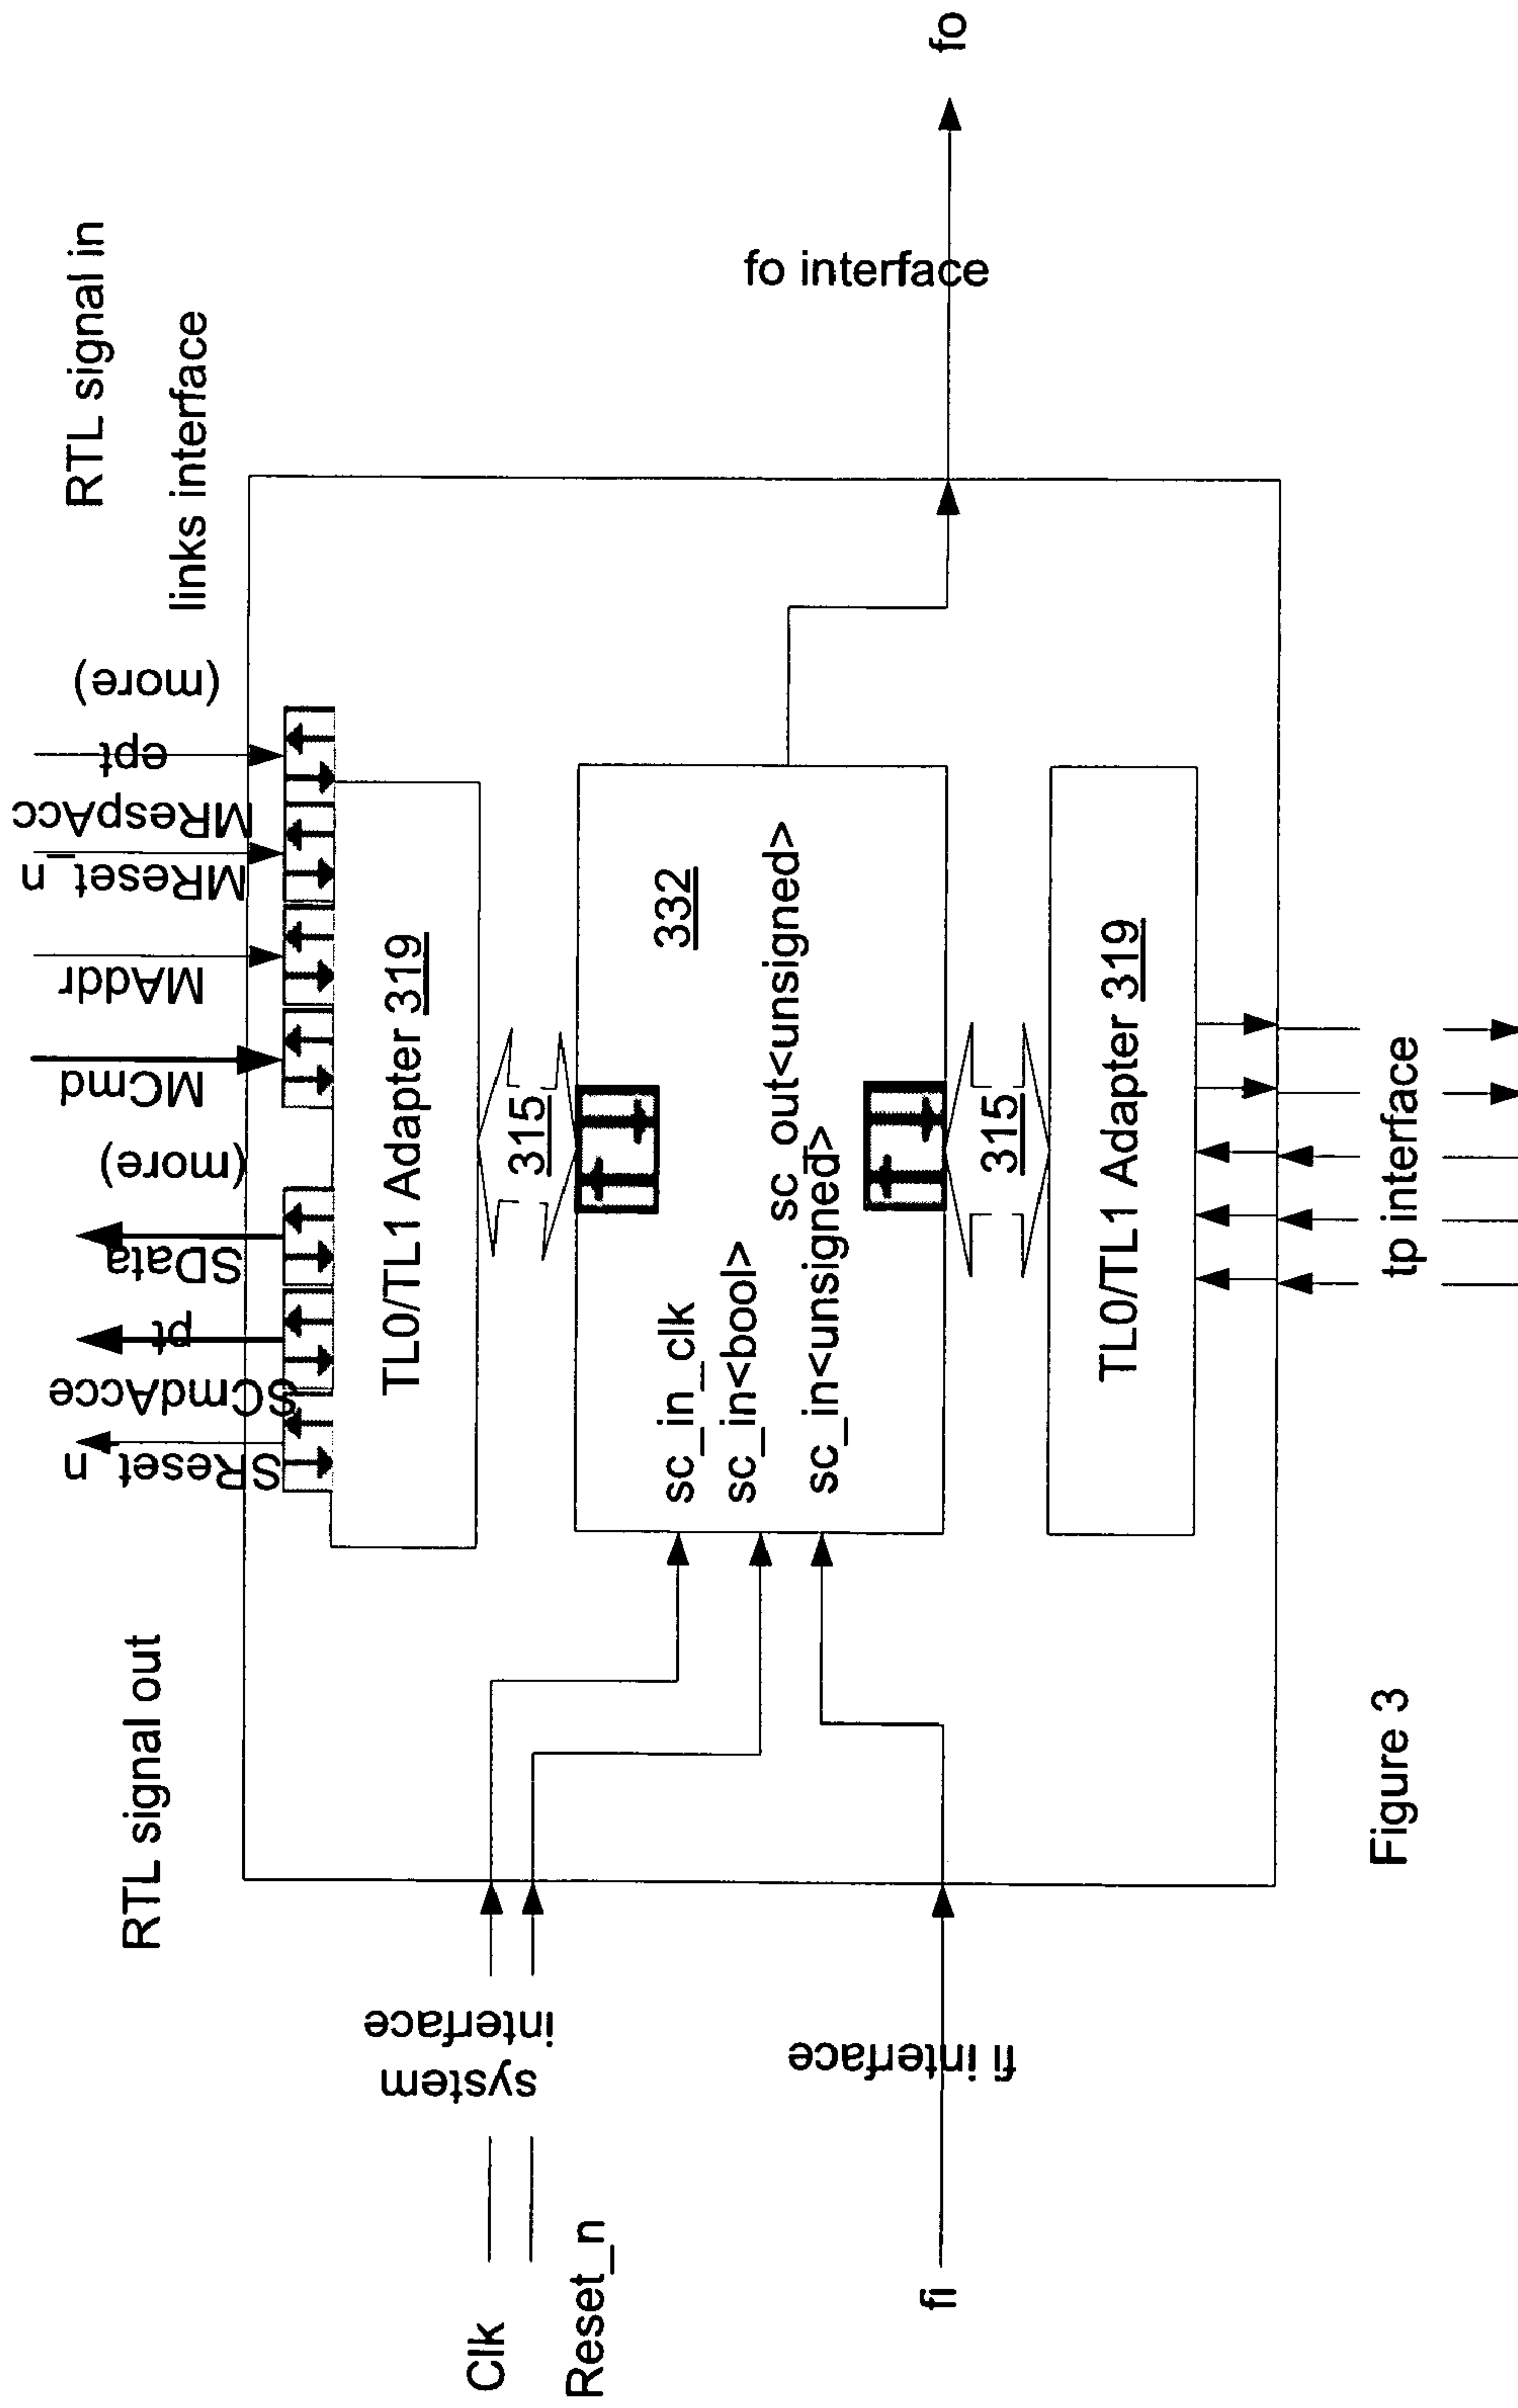 RTL signal out
RTL signal in
links interface
SReset_n
SCmdAcce
pt
SData
(more)
MCmd
MAddr
MReset_n
MRespAcc
ept
(more)
TL0/TL1 Adapter 319
315
Clk
Reset_n
system
interface
332
sc_in_clk
sc_in<bool>
sc_in<unsigned>
sc_out<unsigned>
fi
fi interface
fo interface
fo
315
TL0/TL1 Adapter 319
tp interface
Figure 3